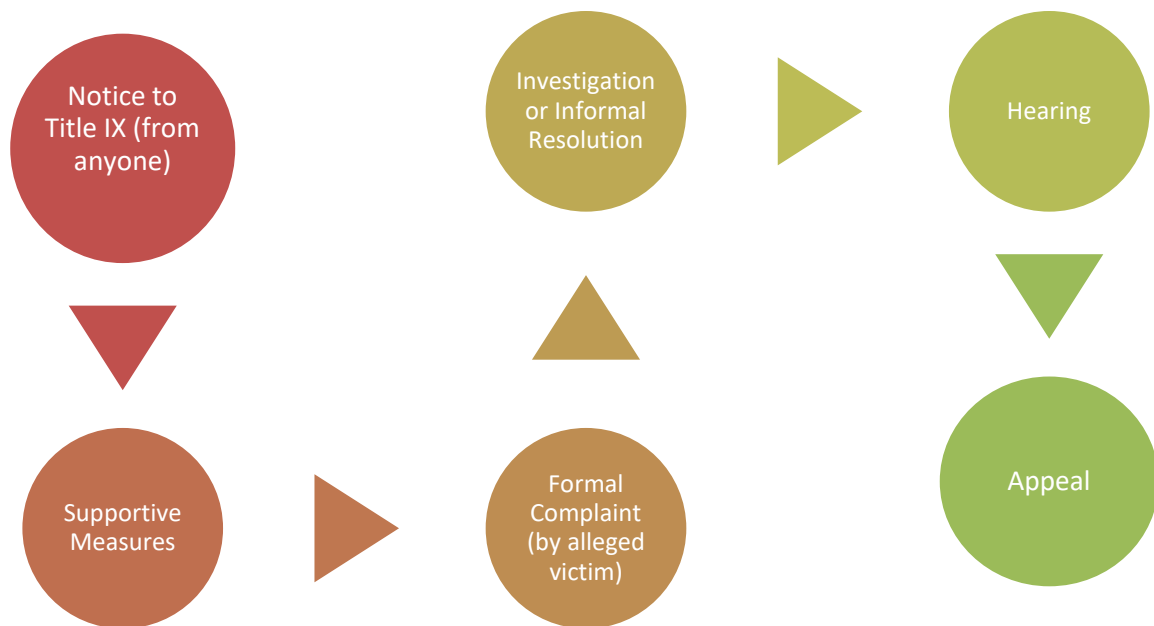 Notice to
Title IX (from
anyone)
Supportive
Measures
Formal
Complaint
(by alleged
victim)
Investigation
or Informal
Resolution
Hearing
Appeal